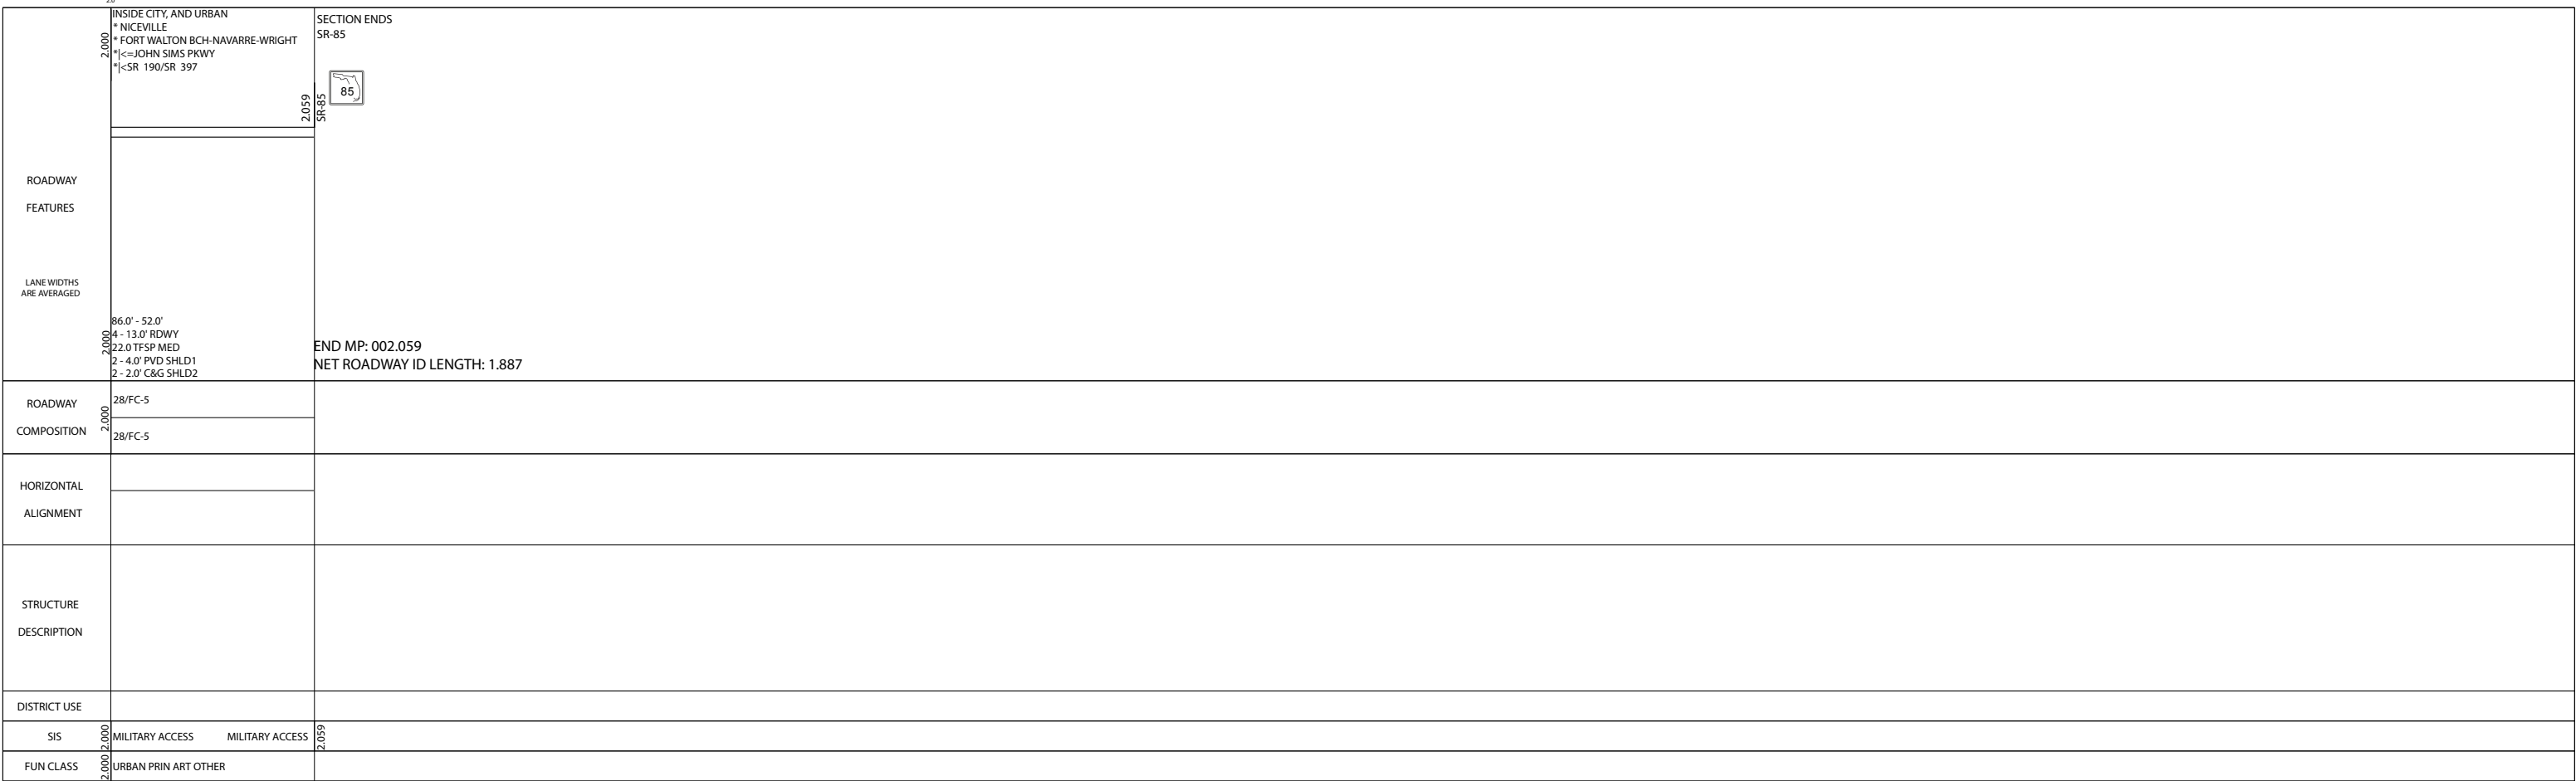 2.0
INSIDE CITY, AND URBAN
* NICEVILLE
* FORT WALTON BCH-NAVARRE-WRIGHT
*|<=JOHN SIMS PKWY
*|<SR 190/SR 397
2.000
SECTION ENDS
SR-85
85
2.059
SR-85
ROADWAY
FEATURES
LANE WIDTHS
ARE AVERAGED
2.000
86.0' - 52.0'
4 - 13.0' RDWY
22.0 TFSP MED
2 - 4.0' PVD SHLD1
2 - 2.0' C&G SHLD2
END MP: 002.059
NET ROADWAY ID LENGTH: 1.887
ROADWAY
COMPOSITION
2.000
28/FC-5
28/FC-5
HORIZONTAL
ALIGNMENT
STRUCTURE
DESCRIPTION
DISTRICT USE
SIS
2.000
MILITARY ACCESS MILITARY ACCESS
2.059
FUN CLASS
2.000
URBAN PRIN ART OTHER